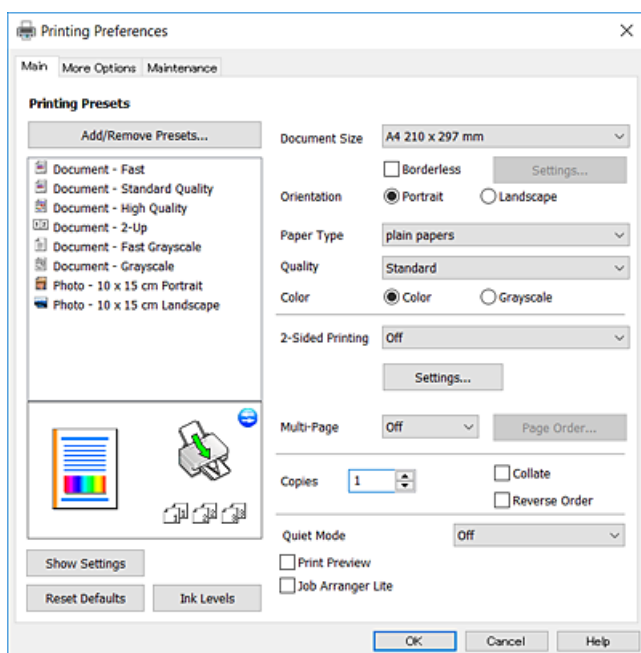 Printing Preferences
Main
More Options
Maintenance
Printing Presets
Add/Remove Presets...
Document - Fast
Document - Standard Quality
Document - High Quality
Document - 2-Up
Document - Fast Grayscale
Document - Grayscale
Photo - 10 x 15 cm Portrait
Photo - 10 x 15 cm Landscape
Show Settings
Reset Defaults
Ink Levels
Document Size
A4 210 x 297 mm
Borderless
Settings...
Orientation
Portrait
Landscape
Paper Type
plain papers
Quality
Standard
Color
Color
Grayscale
2-Sided Printing
Off
Settings...
Multi-Page
Off
Page Order...
Copies
1
Collate
Reverse Order
Quiet Mode
Off
Print Preview
Job Arranger Lite
OK
Cancel
Help